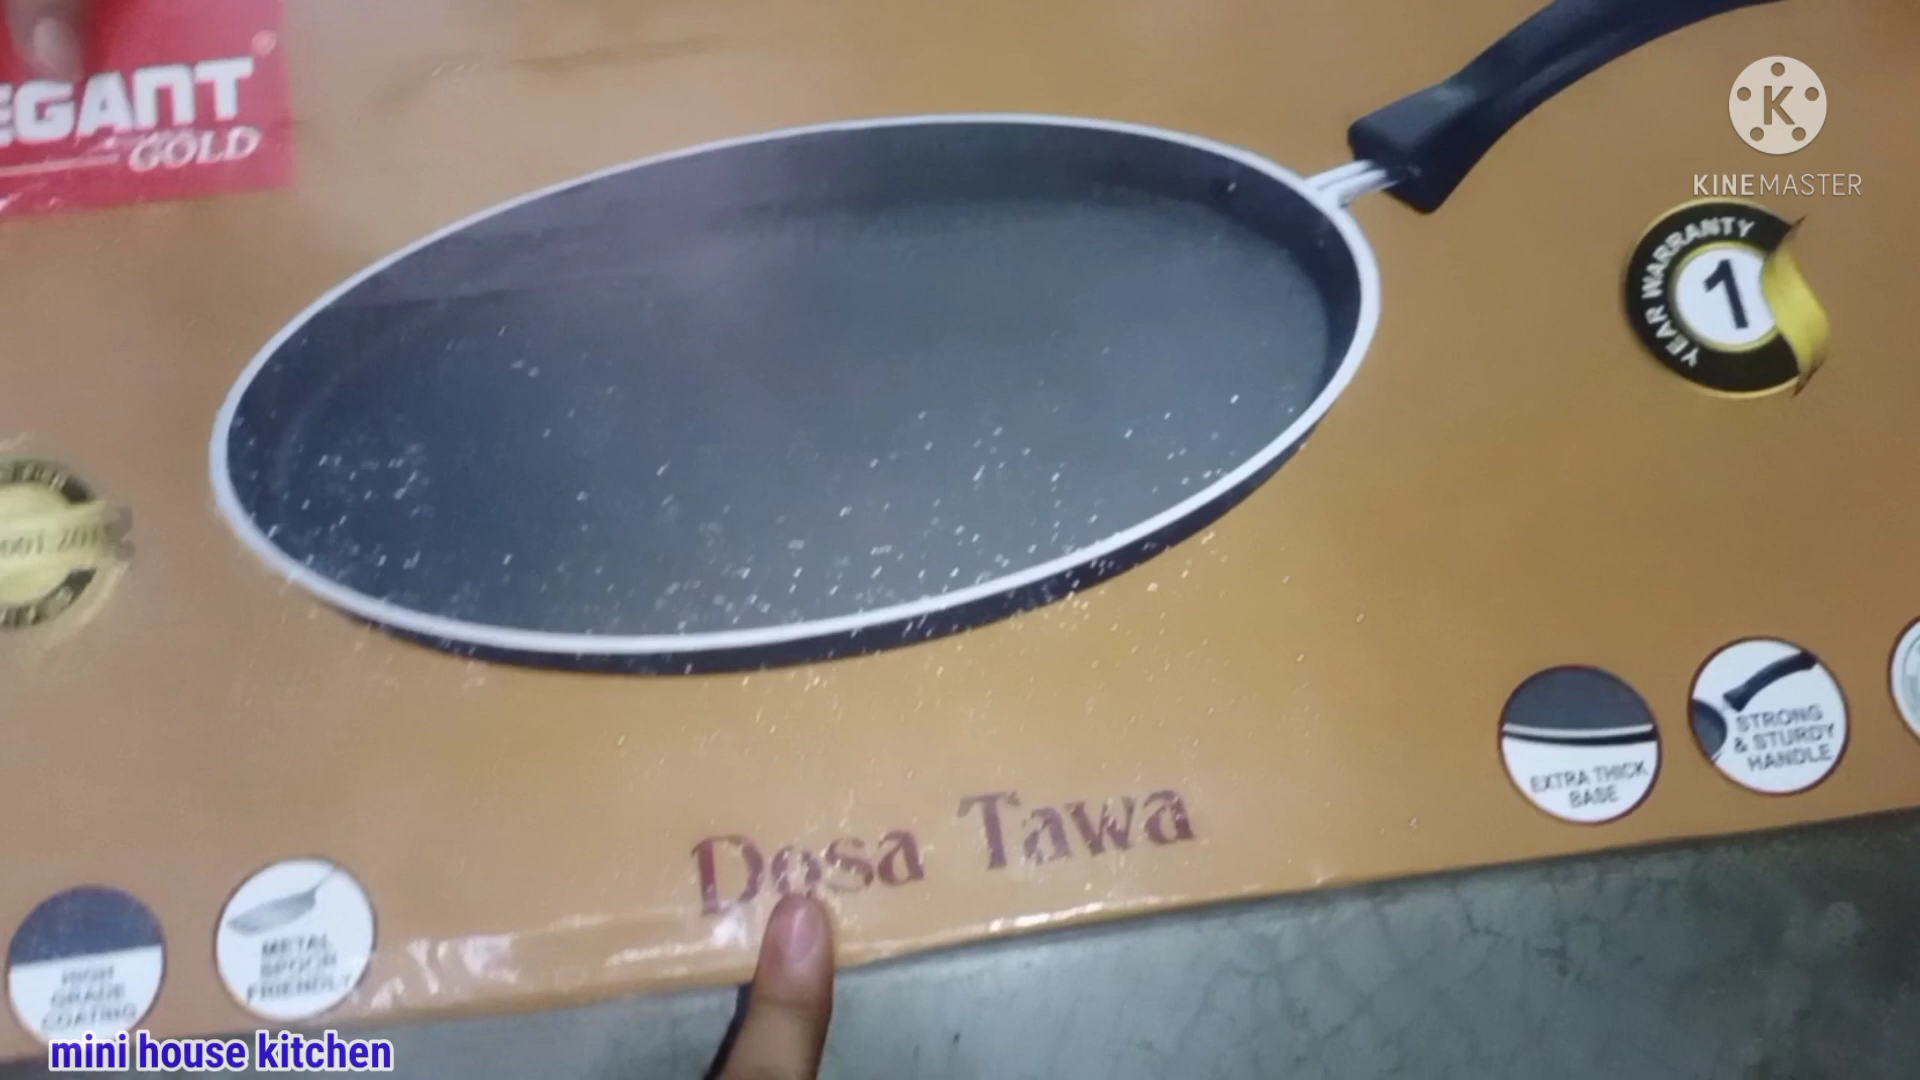 EGANT
GOLD
KINEMASTER
1
YEAR WARRANTY
Dosa Tawa
EXTRA THICK
BASE
STRONG
& STURDY
HANDLE
HIGH
GRADE
COATING
METAL
SPOON
FRIENDLY
mini house kitchen